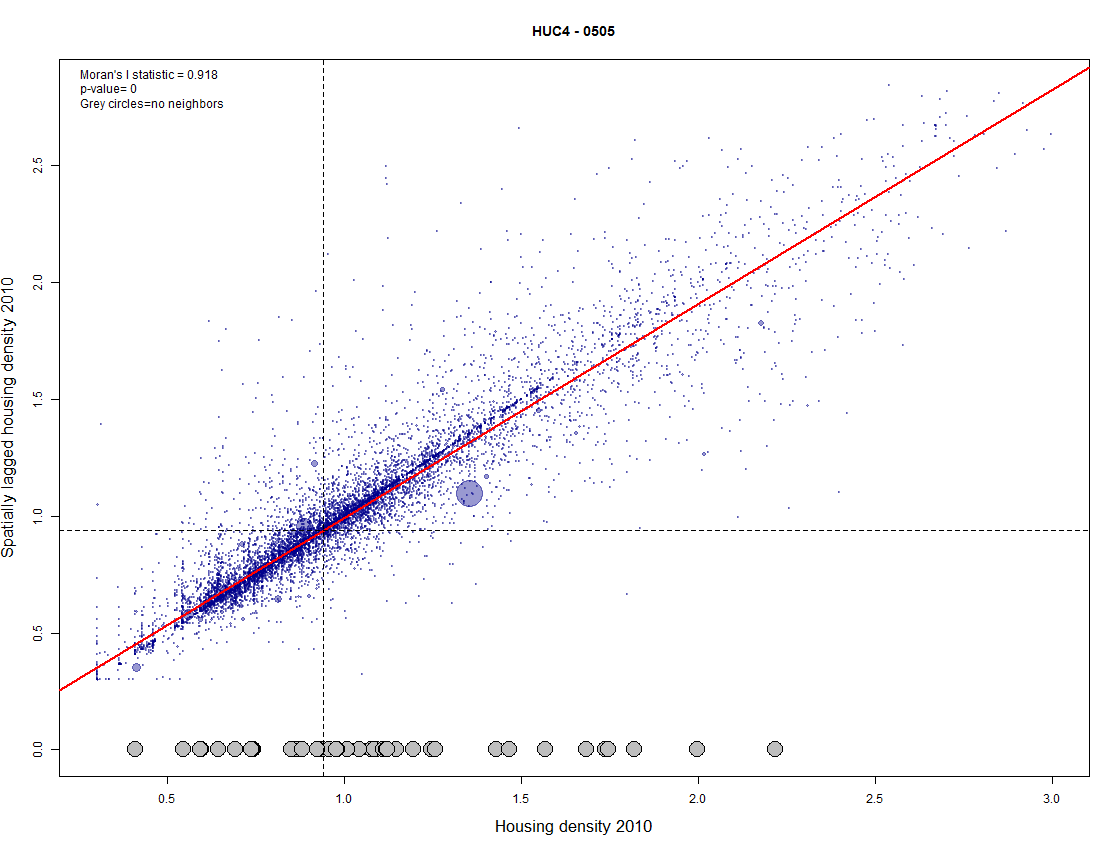 HUC4 - 0505
Moran's I statistic = 0.918
p-value= 0
Grey circles=no neighbors
Spatially lagged housing density 2010
2.5
2.0
1.5
1.0
0.5
0.0
0.5 1.0 1.5 2.0 2.5 3.0
Housing density 2010